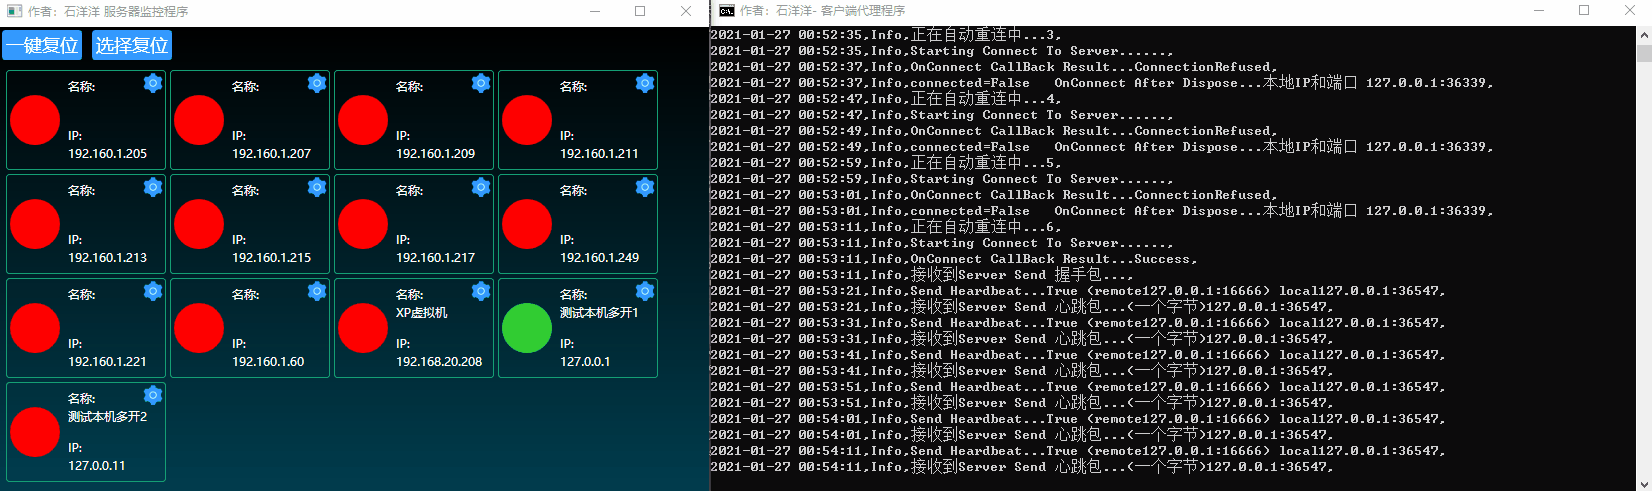 作者：石洋洋 服务器监控程序
一键复位 选择复位
名称:
IP:
192.160.1.205
名称:
IP:
192.160.1.207
名称:
IP:
192.160.1.209
名称:
IP:
192.160.1.211
名称:
IP:
192.160.1.213
名称:
IP:
192.160.1.215
名称:
IP:
192.160.1.217
名称:
IP:
192.160.1.249
名称:
IP:
192.160.1.221
名称:
IP:
192.160.1.60
名称:
XP虚拟机
IP:
192.168.20.208
名称:
测试本机多开1
IP:
127.0.0.1
名称:
测试本机多开2
IP:
127.0.0.11
作者：石洋洋- 客户端代理程序
2021-01-27 00:52:35,Info,正在自动重连中...3,
2021-01-27 00:52:35,Info,Starting Connect To Server......,
2021-01-27 00:52:37,Info,OnConnect CallBack Result...ConnectionRefused,
2021-01-27 00:52:37,Info,connected=False   OnConnect After Dispose...本地IP和端口 127.0.0.1:36339,
2021-01-27 00:52:47,Info,正在自动重连中...4,
2021-01-27 00:52:47,Info,Starting Connect To Server......,
2021-01-27 00:52:49,Info,OnConnect CallBack Result...ConnectionRefused,
2021-01-27 00:52:49,Info,connected=False   OnConnect After Dispose...本地IP和端口 127.0.0.1:36339,
2021-01-27 00:52:59,Info,正在自动重连中...5,
2021-01-27 00:52:59,Info,Starting Connect To Server......,
2021-01-27 00:53:01,Info,OnConnect CallBack Result...ConnectionRefused,
2021-01-27 00:53:01,Info,connected=False   OnConnect After Dispose...本地IP和端口 127.0.0.1:36339,
2021-01-27 00:53:11,Info,正在自动重连中...6,
2021-01-27 00:53:11,Info,Starting Connect To Server......,
2021-01-27 00:53:11,Info,OnConnect CallBack Result...Success,
2021-01-27 00:53:11,Info,接收到Server Send 握手包...,
2021-01-27 00:53:21,Info,Send Heardbeat...True (remote127.0.0.1:16666) local127.0.0.1:36547,
2021-01-27 00:53:21,Info,接收到Server Send 心跳包...(一个字节)127.0.0.1:36547,
2021-01-27 00:53:31,Info,Send Heardbeat...True (remote127.0.0.1:16666) local127.0.0.1:36547,
2021-01-27 00:53:31,Info,接收到Server Send 心跳包...(一个字节)127.0.0.1:36547,
2021-01-27 00:53:41,Info,Send Heardbeat...True (remote127.0.0.1:16666) local127.0.0.1:36547,
2021-01-27 00:53:41,Info,接收到Server Send 心跳包...(一个字节)127.0.0.1:36547,
2021-01-27 00:53:51,Info,Send Heardbeat...True (remote127.0.0.1:16666) local127.0.0.1:36547,
2021-01-27 00:53:51,Info,接收到Server Send 心跳包...(一个字节)127.0.0.1:36547,
2021-01-27 00:54:01,Info,Send Heardbeat...True (remote127.0.0.1:16666) local127.0.0.1:36547,
2021-01-27 00:54:01,Info,接收到Server Send 心跳包...(一个字节)127.0.0.1:36547,
2021-01-27 00:54:11,Info,Send Heardbeat...True (remote127.0.0.1:16666) local127.0.0.1:36547,
2021-01-27 00:54:11,Info,接收到Server Send 心跳包...(一个字节)127.0.0.1:36547,